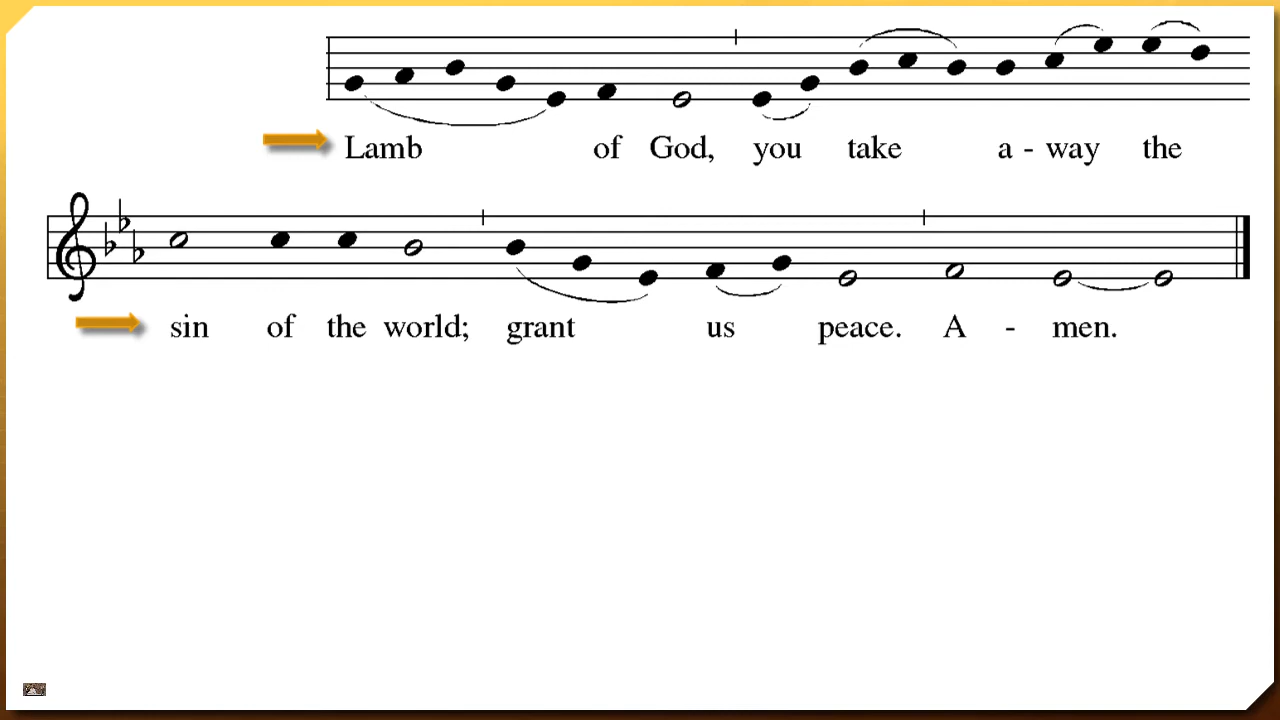 Lamb of God, you take a - way the
sin of the world; grant us peace. A - men.